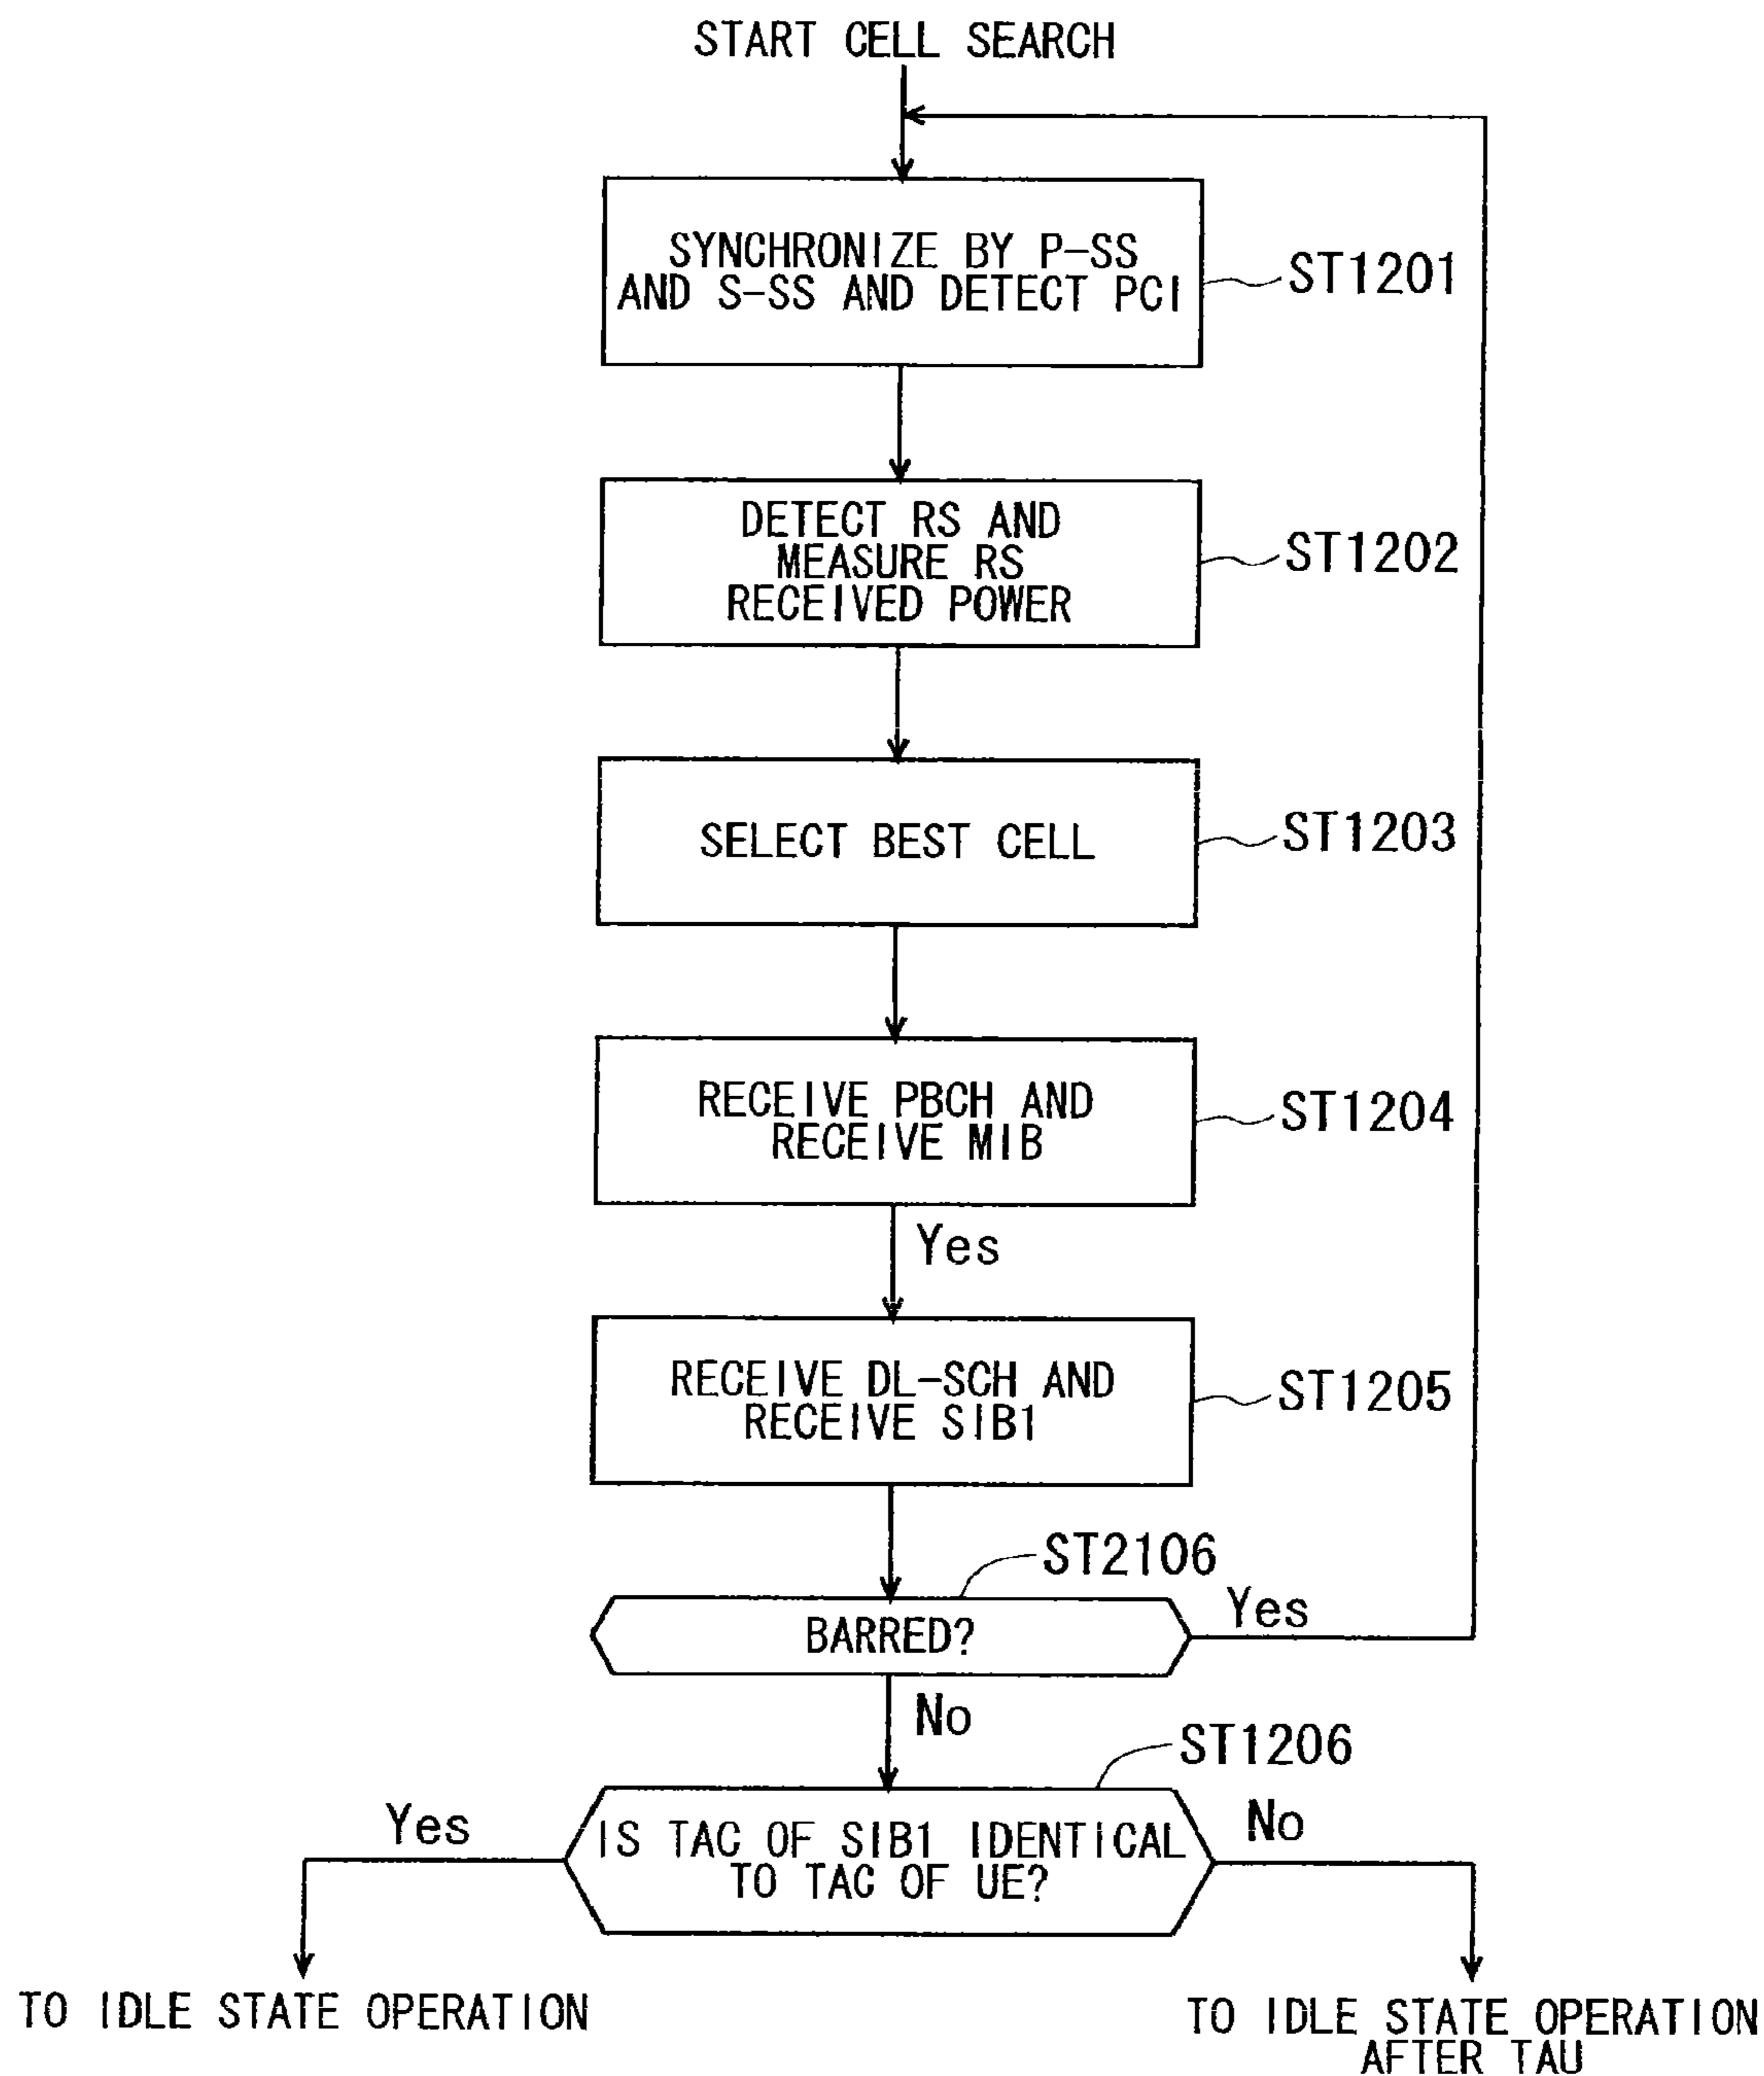 START CELL SEARCH
SYNCHRONIZE BY P-SS
AND S-SS AND DETECT PCI
ST1201
DETECT RS AND
MEASURE RS
RECEIVED POWER
ST1202
SELECT BEST CELL
ST1203
RECEIVE PBCH AND
RECEIVE MIB
ST1204
Yes
RECEIVE DL-SCH AND
RECEIVE SIB1
ST1205
ST2106
BARRED?
Yes
No
ST1206
IS TAC OF SIB1 IDENTICAL
TO TAC OF UE?
Yes
No
TO IDLE STATE OPERATION
TO IDLE STATE OPERATION
AFTER TAU